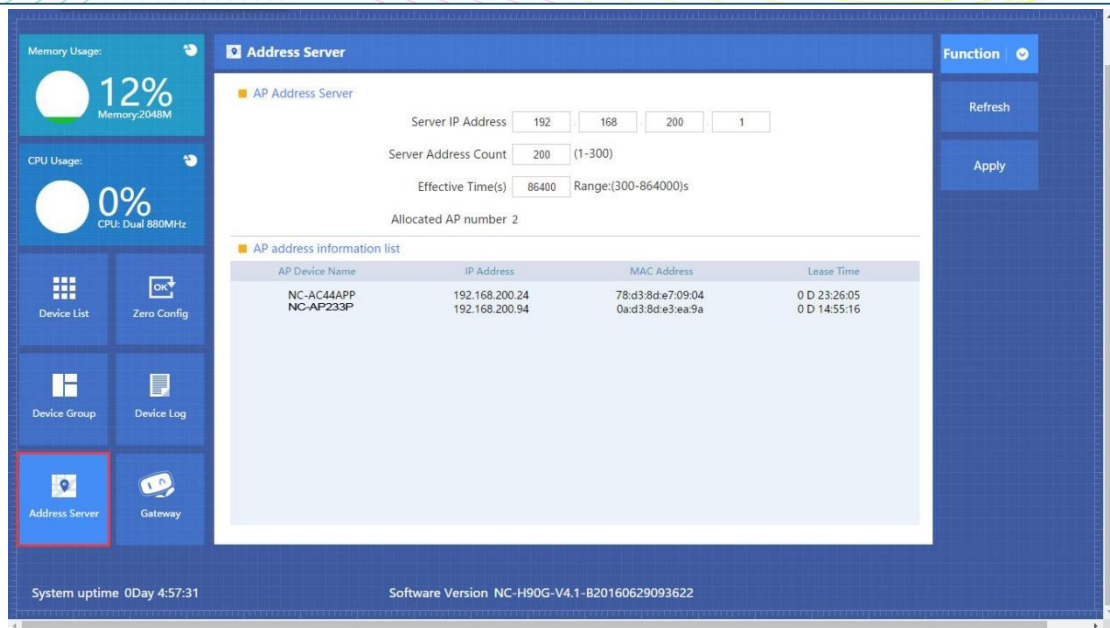 Memory Usage:
12%
Memory:2048M
CPU Usage:
0%
CPU: Dual 880MHz
Device List
Zero Config
OK
Device Group
Device Log
Address Server
Gateway
Address Server
AP Address Server
Server IP Address 192 . 168 . 200 . 1
Server Address Count 200 (1-300)
Effective Time(s) 86400 Range:(300-864000)s
Allocated AP number 2
AP address information list
AP Device Name IP Address MAC Address Lease Time
NC-AC44APP 192.168.200.24 78:d3:8d:e7:09:04 0 D 23:26:05
NC-AP233P 192.168.200.94 0a:d3:8d:e3:ea:9a 0 D 14:55:16
Function
Refresh
Apply
System uptime 0Day 4:57:31
Software Version NC-H90G-V4.1-B20160629093622